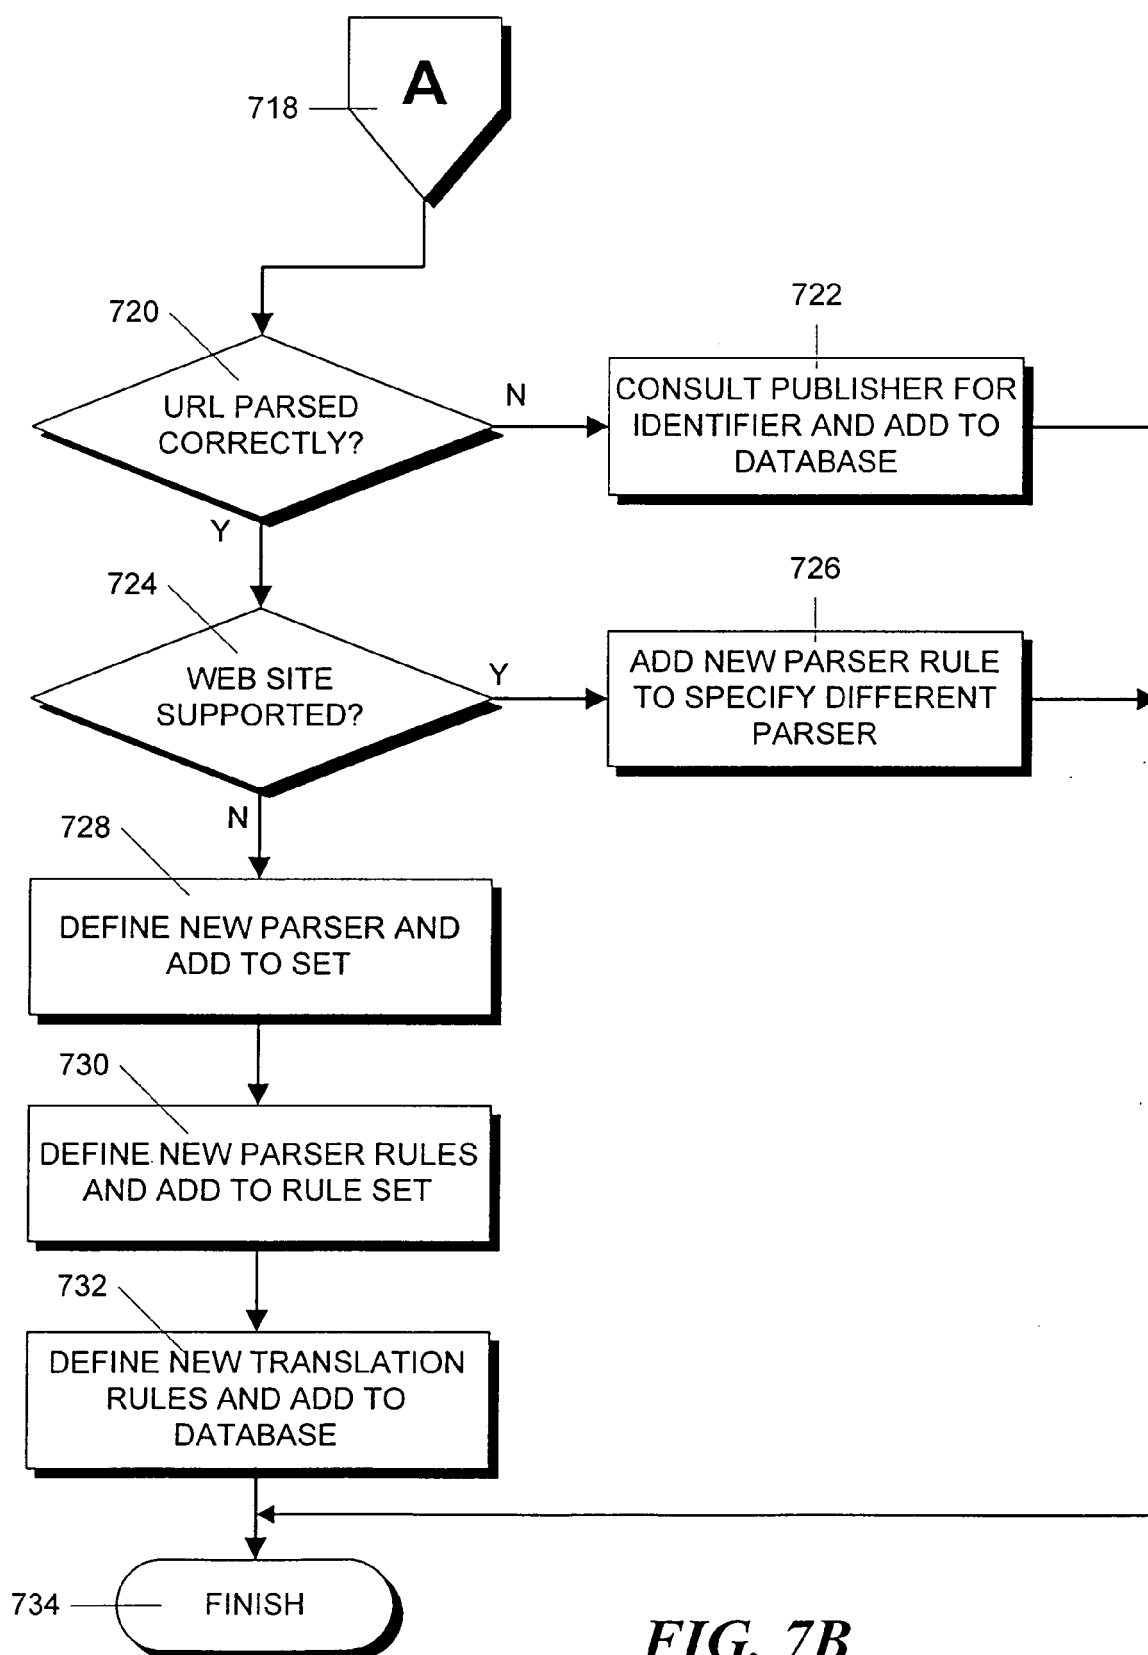 A
718
720
URL PARSED
CORRECTLY?
N
Y
722
CONSULT PUBLISHER FOR
IDENTIFIER AND ADD TO
DATABASE
724
WEB SITE
SUPPORTED?
Y
N
726
ADD NEW PARSER RULE
TO SPECIFY DIFFERENT
PARSER
728
DEFINE NEW PARSER AND
ADD TO SET
730
DEFINE NEW PARSER RULES
AND ADD TO RULE SET
732
DEFINE NEW TRANSLATION
RULES AND ADD TO
DATABASE
734
FINISH
FIG. 7B